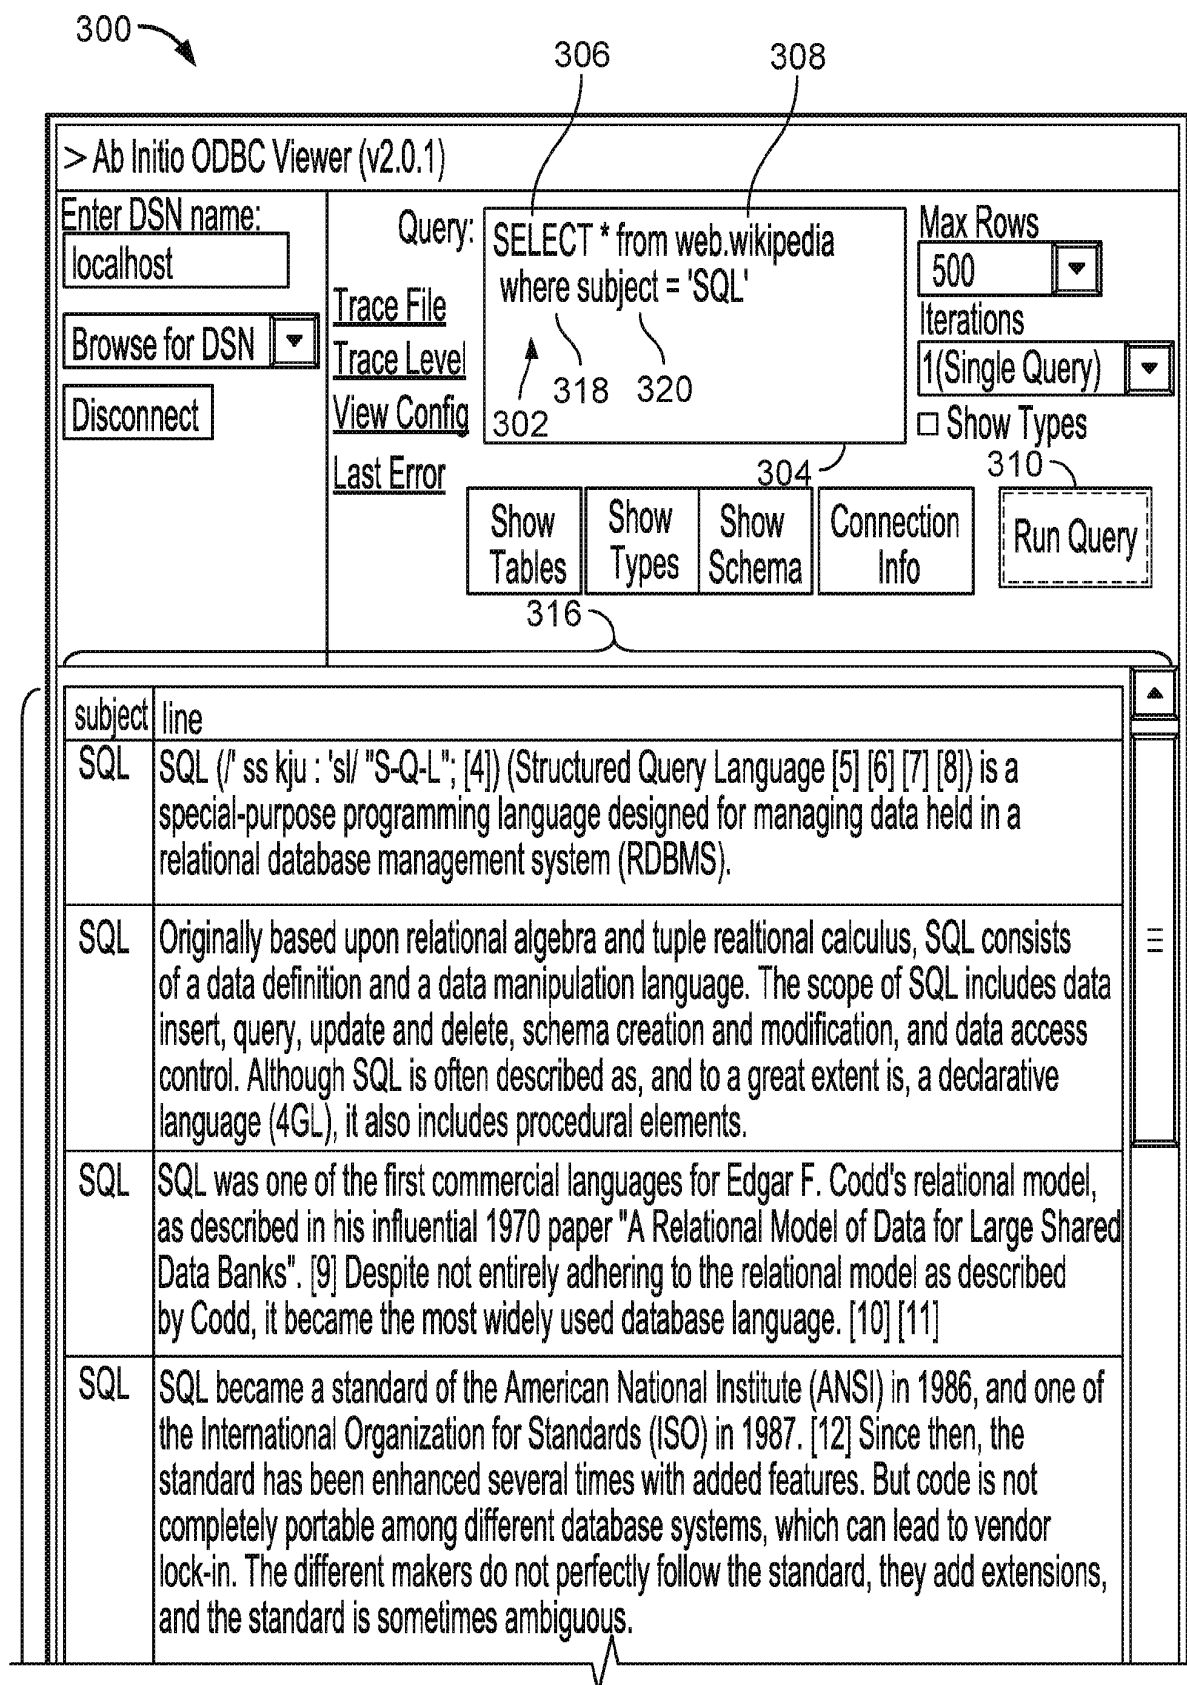 300
306
308
> Ab Initio ODBC Viewer (v2.0.1)
Enter DSN name:
localhost
Browse for DSN
Disconnect
Trace File
Trace Level
View Config
Last Error
Query:
SELECT * from web.wikipedia
where subject = 'SQL'
302
318
320
304
Max Rows
500
Iterations
1(Single Query)
Show Types
310
Show
Tables
Show
Types
Show
Schema
Connection
Info
Run Query
316
subject line
SQL SQL (/' ss kju : 'sl/ "S-Q-L"; [4]) (Structured Query Language [5] [6] [7] [8]) is a
special-purpose programming language designed for managing data held in a
relational database management system (RDBMS).
SQL Originally based upon relational algebra and tuple realtional calculus, SQL consists
of a data definition and a data manipulation language. The scope of SQL includes data
insert, query, update and delete, schema creation and modification, and data access
control. Although SQL is often described as, and to a great extent is, a declarative
language (4GL), it also includes procedural elements.
SQL SQL was one of the first commercial languages for Edgar F. Codd's relational model,
as described in his influential 1970 paper "A Relational Model of Data for Large Shared
Data Banks". [9] Despite not entirely adhering to the relational model as described
by Codd, it became the most widely used database language. [10] [11]
SQL SQL became a standard of the American National Institute (ANSI) in 1986, and one of
the International Organization for Standards (ISO) in 1987. [12] Since then, the
standard has been enhanced several times with added features. But code is not
completely portable among different database systems, which can lead to vendor
lock-in. The different makers do not perfectly follow the standard, they add extensions,
and the standard is sometimes ambiguous.